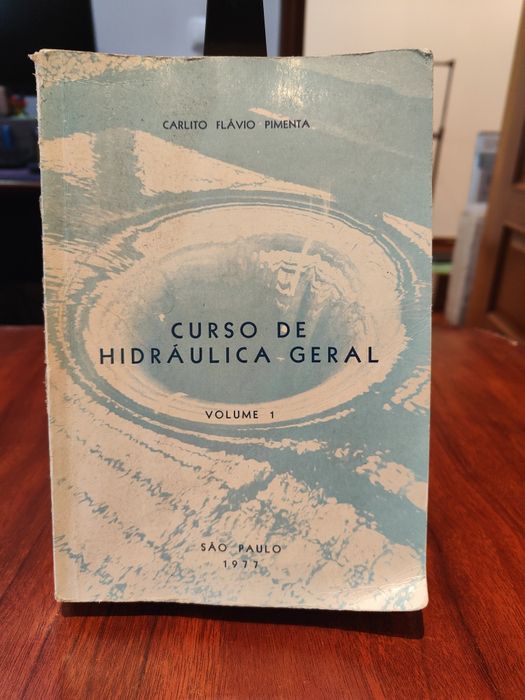 CARLITO FLÁVIO PIMENTA
CURSO DE
HIDRÁULICA GERAL
VOLUME 1
SÃO PAULO
1977